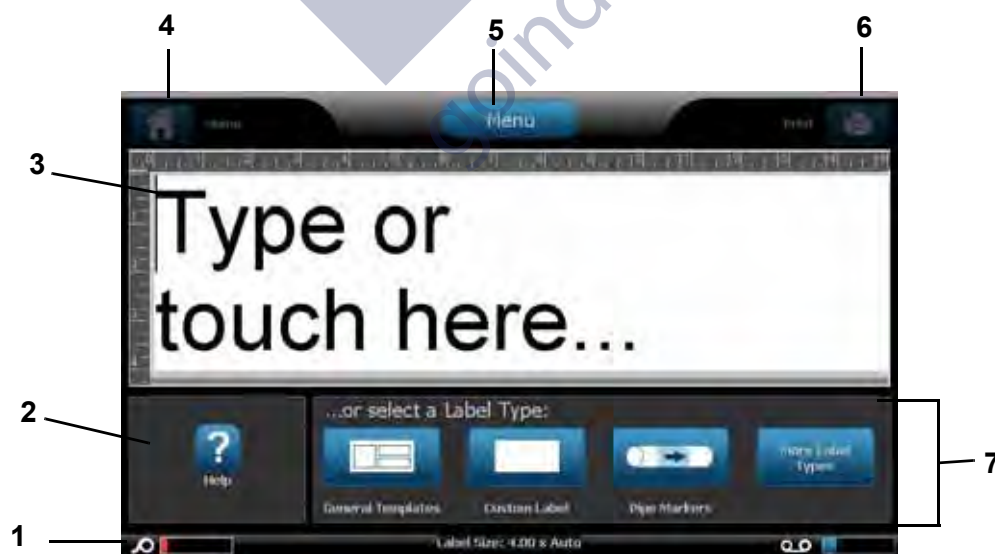 4
5
6
Home
Menu
Print
3
Type or
touch here...
2
?
Help
...or select a Label Type:
General Templates
Custom Label
Pipe Markers
More Label
Types
7
1
Label Size: 4.00 x Auto